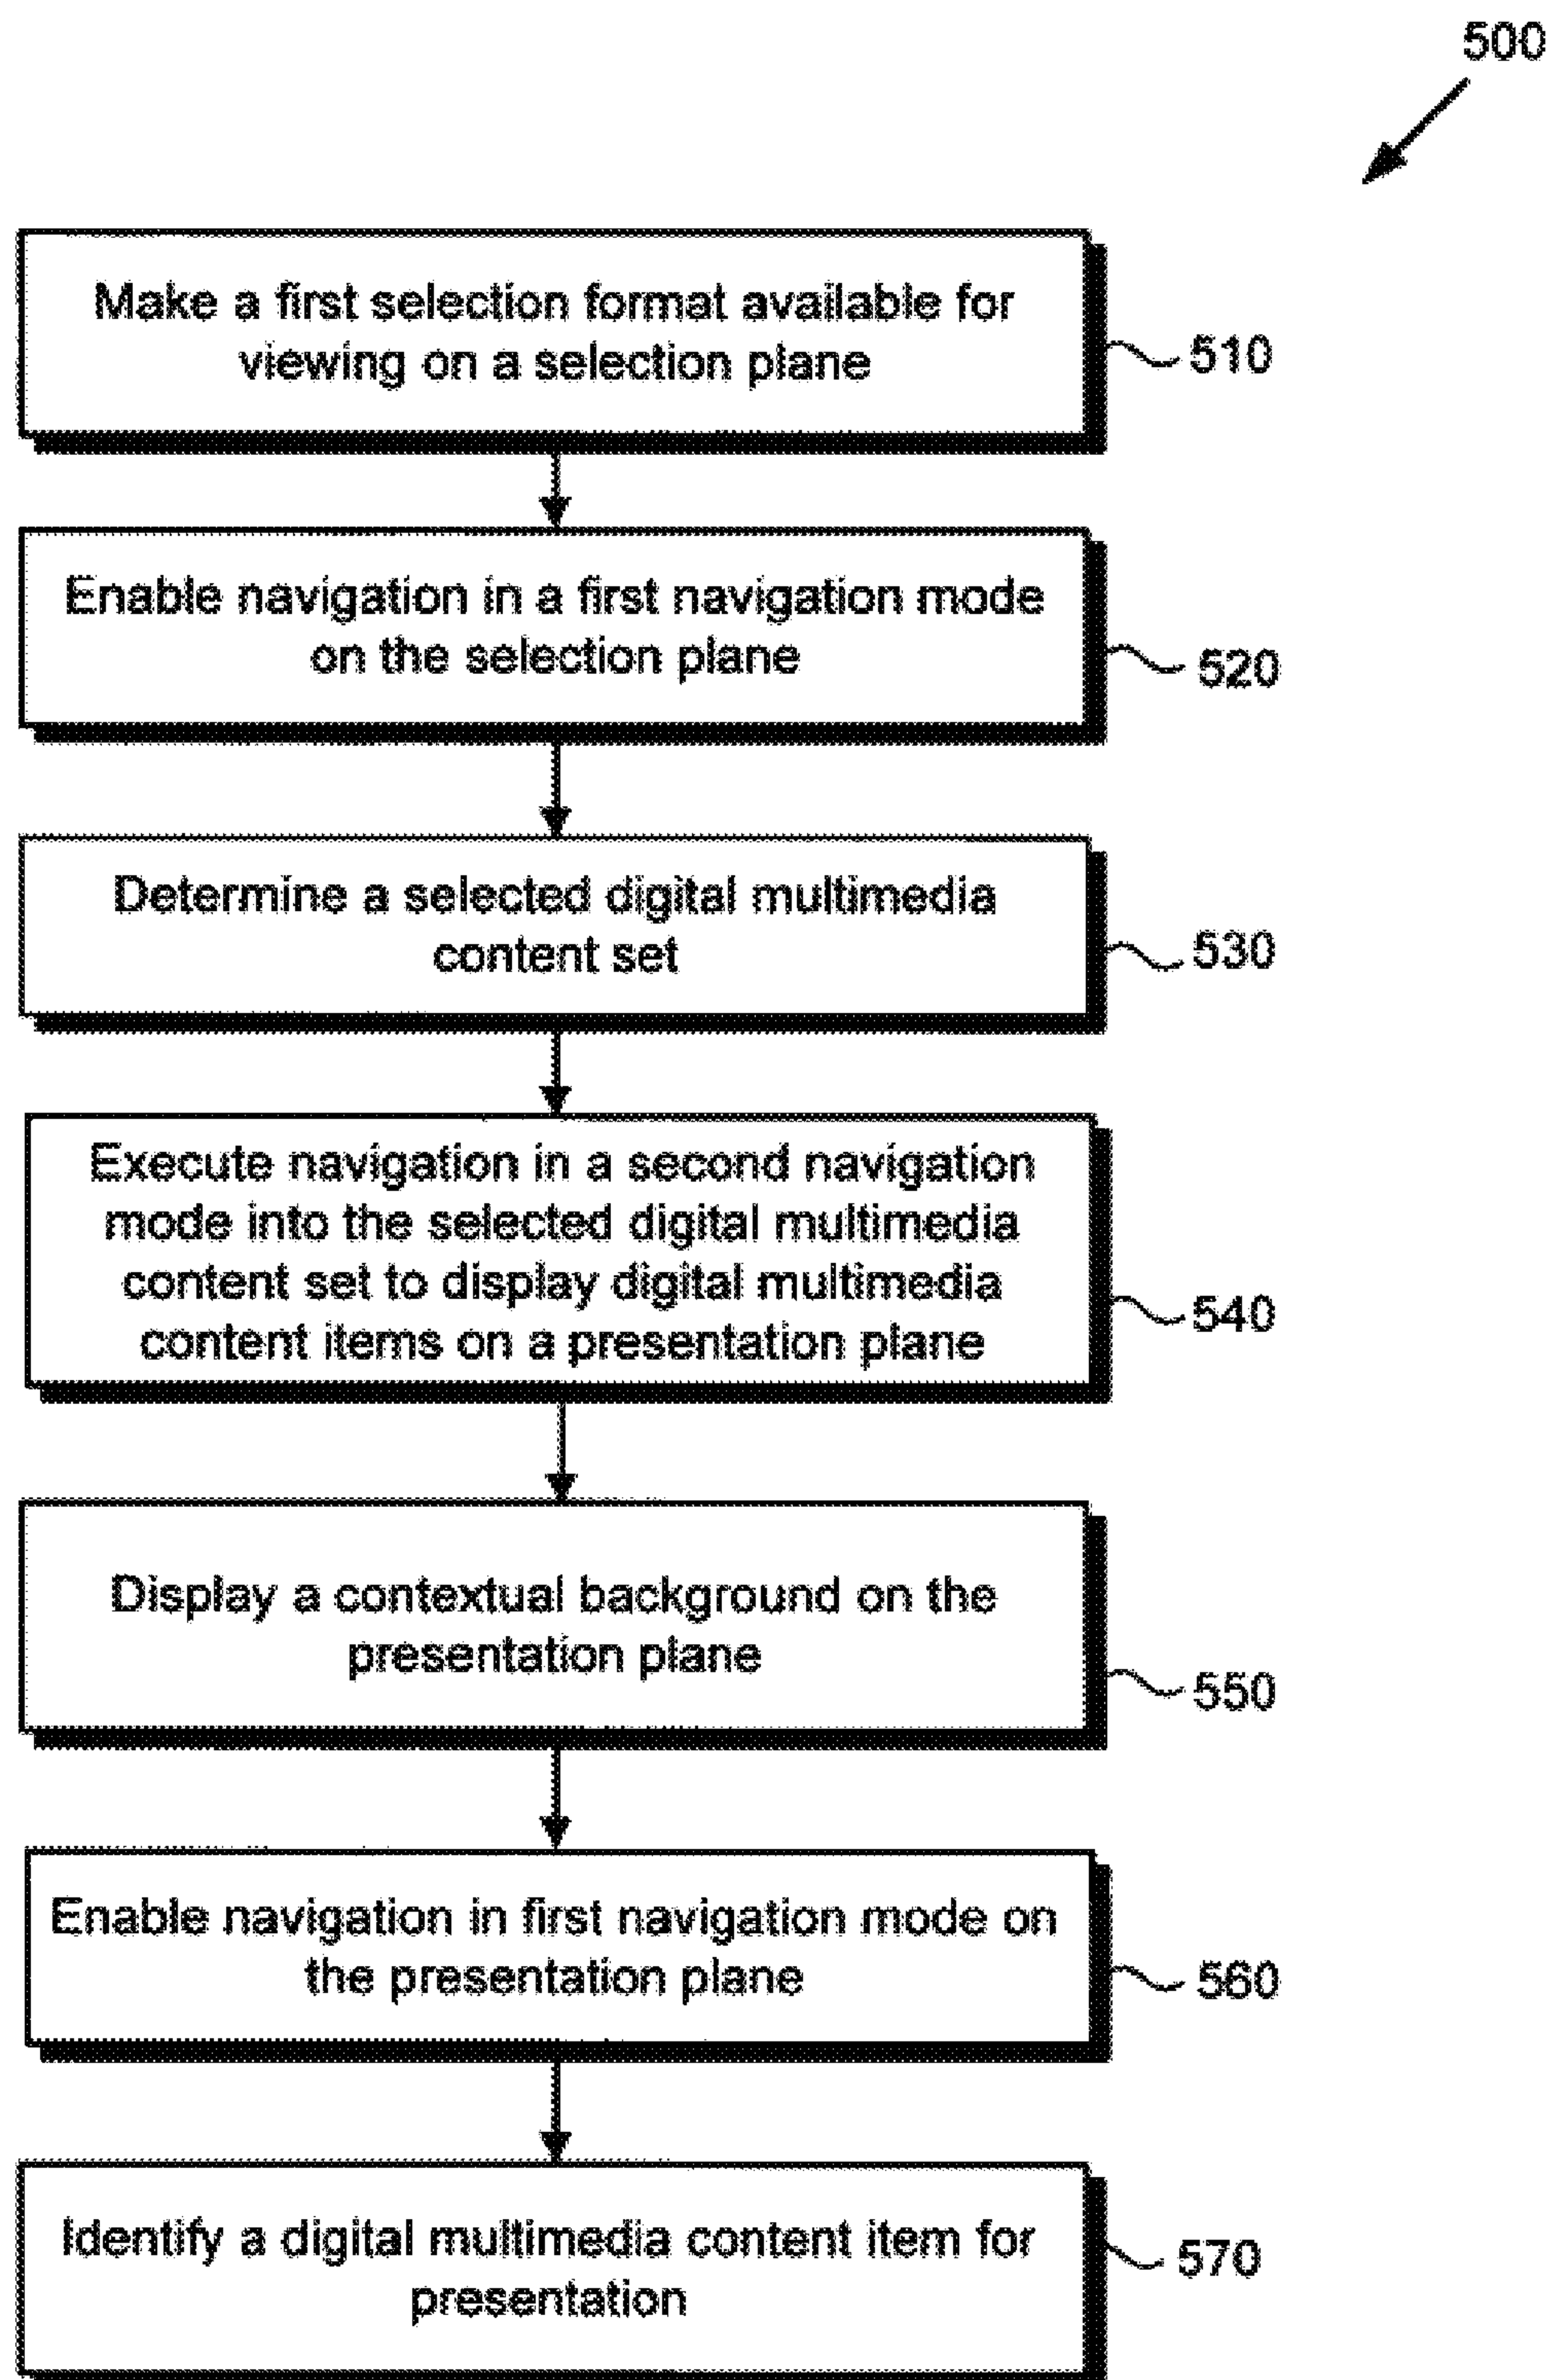 500
Make a first selection format available for
viewing on a selection plane
510
Enable navigation in a first navigation mode
on the selection plane
520
Determine a selected digital multimedia
content set
530
Execute navigation in a second navigation
mode into the selected digital multimedia
content set to display digital multimedia
content items on a presentation plane
540
Display a contextual background on the
presentation plane
550
Enable navigation in first navigation mode on
the presentation plane
560
Identify a digital multimedia content item for
presentation
570